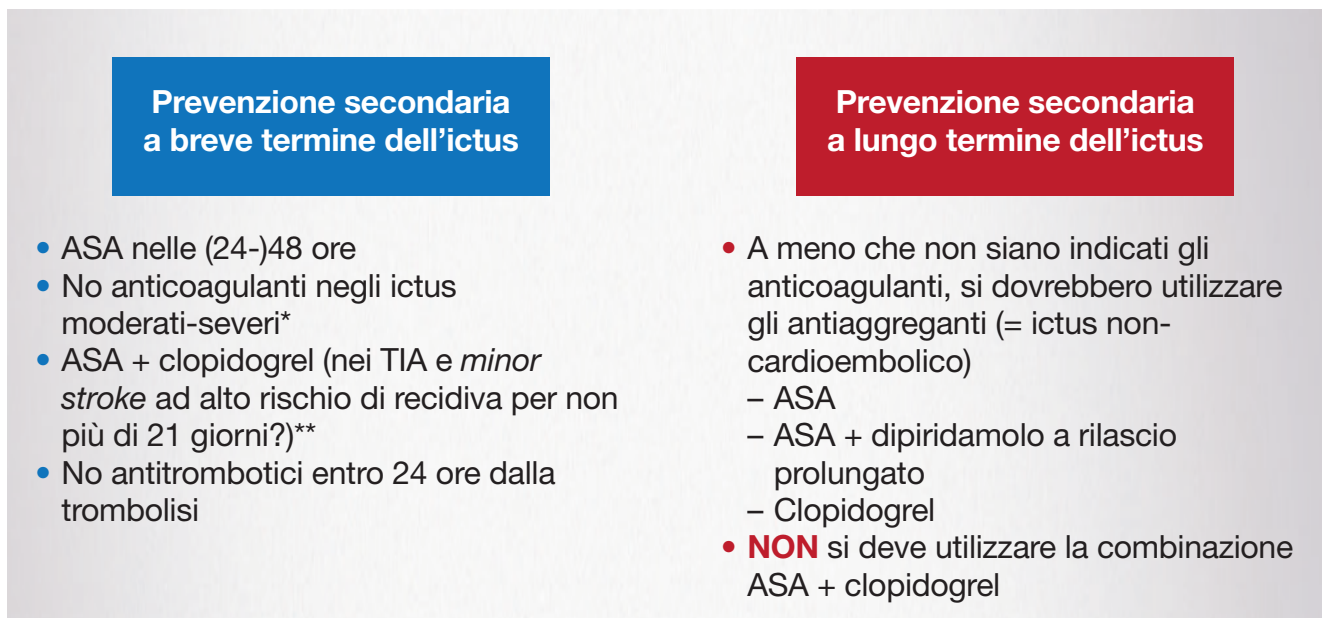 Prevenzione secondaria
a breve termine dell'ictus
• ASA nelle (24-)48 ore
• No anticoagulanti negli ictus
moderati-severi*
• ASA + clopidogrel (nei TIA e minor
stroke ad alto rischio di recidiva per non
più di 21 giorni?)**
• No antitrombotici entro 24 ore dalla
trombolisi
Prevenzione secondaria
a lungo termine dell'ictus
• A meno che non siano indicati gli
anticoagulanti, si dovrebbero utilizzare
gli antiaggreganti (= ictus non-
cardioembolico)
– ASA
– ASA + dipiridamolo a rilascio
prolungato
– Clopidogrel
• NON si deve utilizzare la combinazione
ASA + clopidogrel